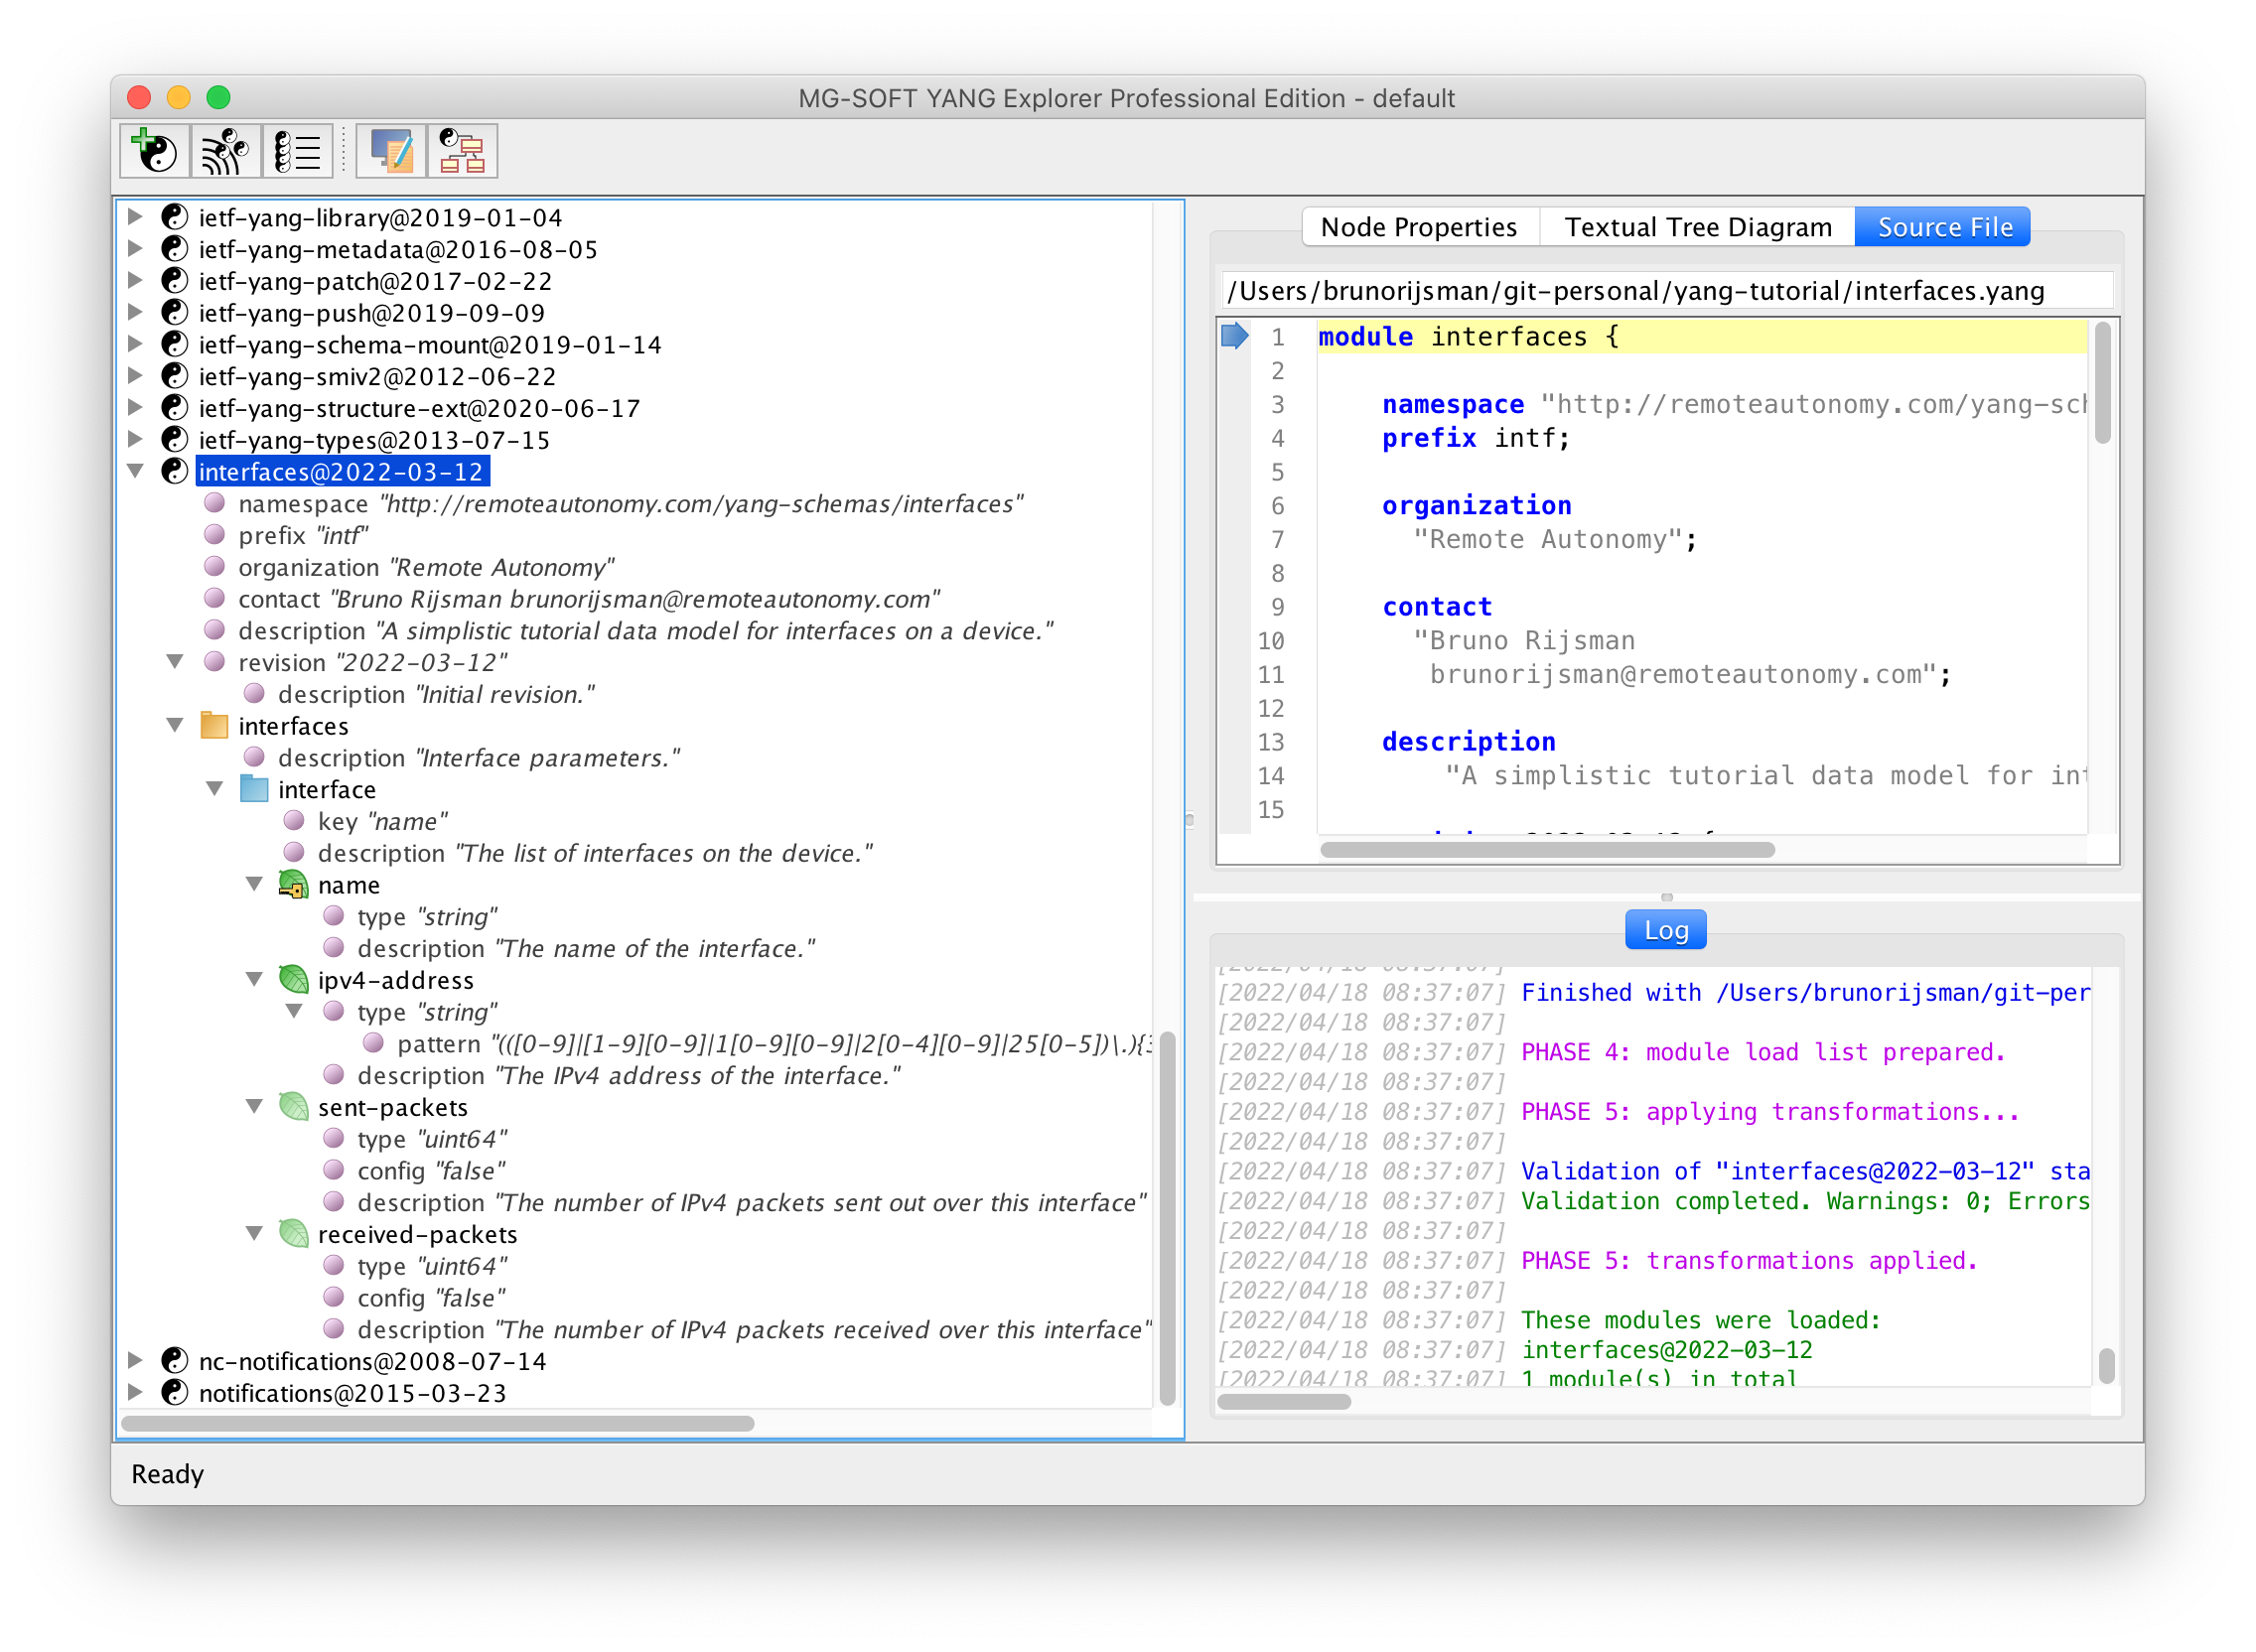 MG-SOFT YANG Explorer Professional Edition - default
ietf-yang-library@2019-01-04
ietf-yang-metadata@2016-08-05
ietf-yang-patch@2017-02-22
ietf-yang-push@2019-09-09
ietf-yang-schema-mount@2019-01-14
ietf-yang-smiv2@2012-06-22
ietf-yang-structure-ext@2020-06-17
ietf-yang-types@2013-07-15
interfaces@2022-03-12
namespace "http://remoteautonomy.com/yang-schemas/interfaces"
prefix "intf"
organization "Remote Autonomy"
contact "Bruno Rijsman brunorijsman@remoteautonomy.com"
description "A simplistic tutorial data model for interfaces on a device."
revision "2022-03-12"
description "Initial revision."
interfaces
description "Interface parameters."
interface
key "name"
description "The list of interfaces on the device."
name
type "string"
description "The name of the interface."
ipv4-address
type "string"
pattern "(([0-9]|[1-9][0-9]|1[0-9][0-9]|2[0-4][0-9]|25[0-5])\.){3
description "The IPv4 address of the interface."
sent-packets
type "uint64"
config "false"
description "The number of IPv4 packets sent out over this interface"
received-packets
type "uint64"
config "false"
description "The number of IPv4 packets received over this interface"
nc-notifications@2008-07-14
notifications@2015-03-23
Node Properties Textual Tree Diagram Source File
/Users/brunorijsman/git-personal/yang-tutorial/interfaces.yang
1 module interfaces {
2
3 namespace "http://remoteautonomy.com/yang-sch
4 prefix intf;
5
6 organization
7 "Remote Autonomy";
8
9 contact
10 "Bruno Rijsman
11 brunorijsman@remoteautonomy.com";
12
13 description
14 "A simplistic tutorial data model for int
15
Log
[2022/04/18 08:37:07]
[2022/04/18 08:37:07] Finished with /Users/brunorijsman/git-per
[2022/04/18 08:37:07]
[2022/04/18 08:37:07] PHASE 4: module load list prepared.
[2022/04/18 08:37:07]
[2022/04/18 08:37:07] PHASE 5: applying transformations...
[2022/04/18 08:37:07]
[2022/04/18 08:37:07] Validation of "interfaces@2022-03-12" sta
[2022/04/18 08:37:07] Validation completed. Warnings: 0; Errors
[2022/04/18 08:37:07]
[2022/04/18 08:37:07] PHASE 5: transformations applied.
[2022/04/18 08:37:07]
[2022/04/18 08:37:07] These modules were loaded:
[2022/04/18 08:37:07] interfaces@2022-03-12
[2022/04/18 08:37:07] 1 module(s) in total
Ready